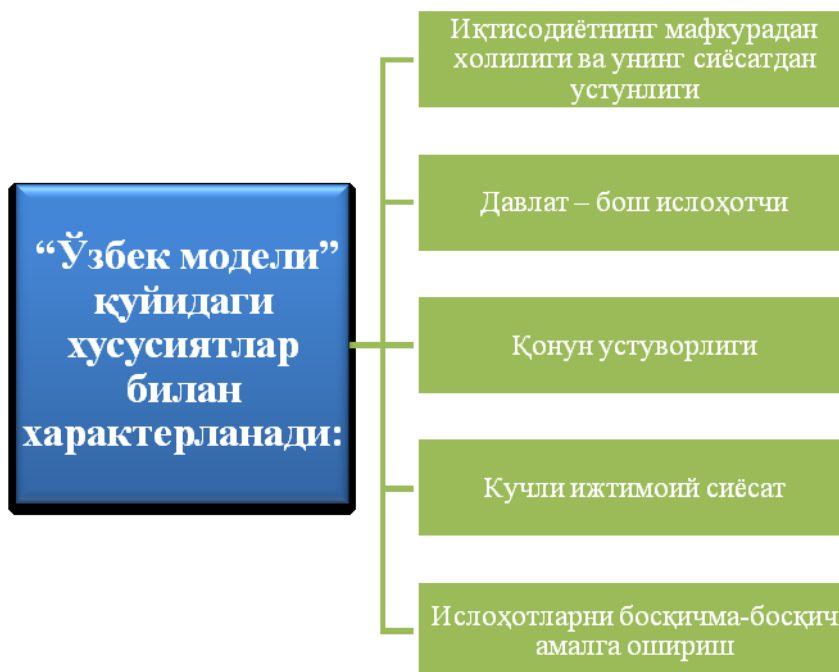 “Ўзбек модели”
қуйидаги
хусусиятлар
билан
характерланади:
Иқтисодиётнинг мафкурадан
холилиги ва унинг сиёсатдан
устунлиги
Давлат – бош ислоҳотчи
Қонун устуворлиги
Кучли ижтимоий сиёсат
Ислоҳотларни босқичма-босқич
амалга ошириш